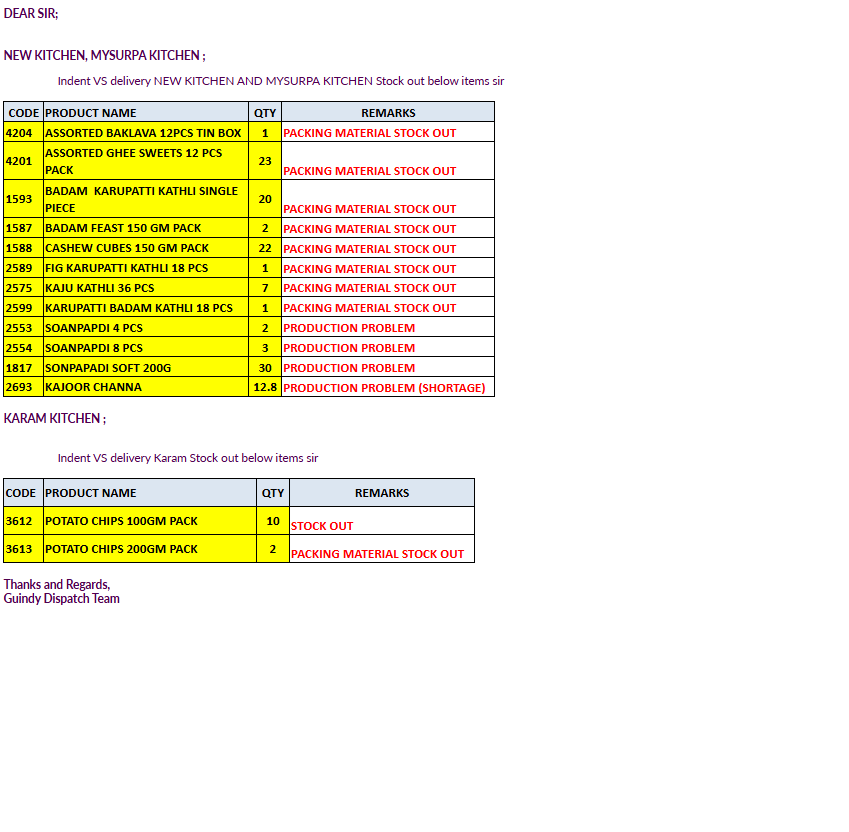 DEAR SIR;
NEW KITCHEN, MYSURPA KITCHEN ;
Indent VS delivery NEW KITCHEN AND MYSURPA KITCHEN Stock out below items sir
CODE PRODUCT NAME QTY REMARKS
4204 ASSORTED BAKLAVA 12PCS TIN BOX 1 PACKING MATERIAL STOCK OUT
4201 ASSORTED GHEE SWEETS 12 PCS
PACK 23 PACKING MATERIAL STOCK OUT
1593 BADAM  KARUPATTI KATHLI SINGLE
PIECE 20 PACKING MATERIAL STOCK OUT
1587 BADAM FEAST 150 GM PACK 2 PACKING MATERIAL STOCK OUT
1588 CASHEW CUBES 150 GM PACK 22 PACKING MATERIAL STOCK OUT
2589 FIG KARUPATTI KATHLI 18 PCS 1 PACKING MATERIAL STOCK OUT
2575 KAJU KATHLI 36 PCS 7 PACKING MATERIAL STOCK OUT
2599 KARUPATTI BADAM KATHLI 18 PCS 1 PACKING MATERIAL STOCK OUT
2553 SOANPAPDI 4 PCS 2 PRODUCTION PROBLEM
2554 SOANPAPDI 8 PCS 3 PRODUCTION PROBLEM
1817 SONPAPADI SOFT 200G 30 PRODUCTION PROBLEM
2693 KAJOOR CHANNA 12.8 PRODUCTION PROBLEM (SHORTAGE)
KARAM KITCHEN ;
Indent VS delivery Karam Stock out below items sir
CODE PRODUCT NAME QTY REMARKS
3612 POTATO CHIPS 100GM PACK 10 STOCK OUT
3613 POTATO CHIPS 200GM PACK 2 PACKING MATERIAL STOCK OUT
Thanks and Regards,
Guindy Dispatch Team